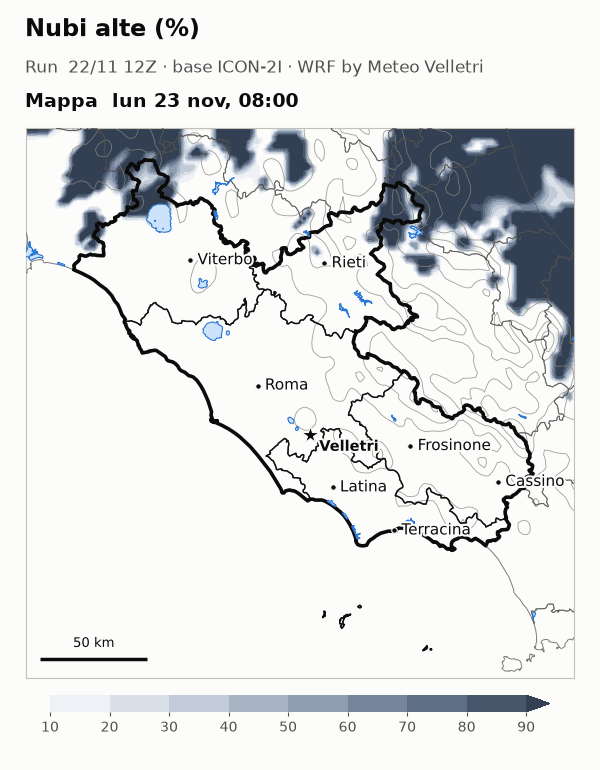 Nubi alte (%)
Run  22/11 12Z · base ICON-2I · WRF by Meteo Velletri
Mappa  lun 23 nov, 08:00
Viterbo
Rieti
Roma
Velletri
Frosinone
Latina
Cassino
Terracina
50 km
10 20 30 40 50 60 70 80 90